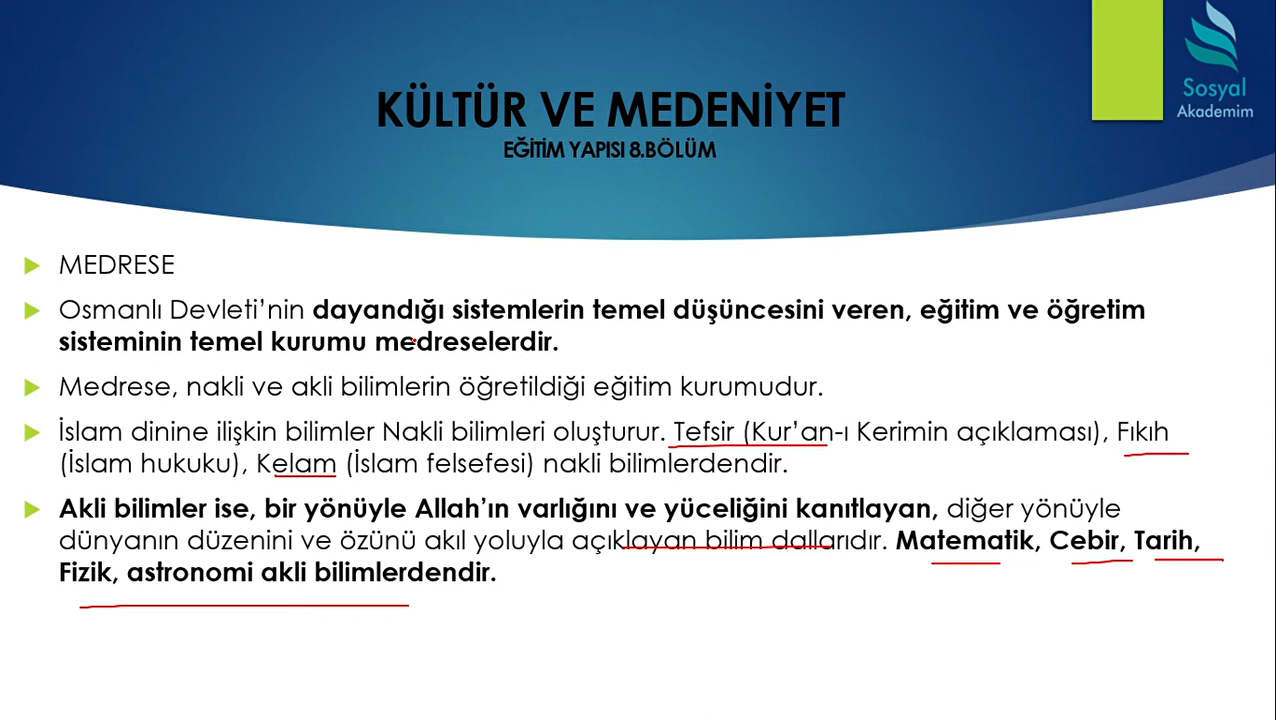 Sosyal
Akademim
KÜLTÜR VE MEDENİYET
EĞİTİM YAPISI 8.BÖLÜM
MEDRESE
Osmanlı Devleti’nin dayandığı sistemlerin temel düşüncesini veren, eğitim ve öğretim
sisteminin temel kurumu medreselerdir.
Medrese, nakli ve akli bilimlerin öğretildiği eğitim kurumudur.
İslam dinine ilişkin bilimler Nakli bilimleri oluşturur. Tefsir (Kur’an-ı Kerimin açıklaması), Fıkıh
(İslam hukuku), Kelam (İslam felsefesi) nakli bilimlerdendir.
Akli bilimler ise, bir yönüyle Allah’ın varlığını ve yüceliğini kanıtlayan, diğer yönüyle
dünyanın düzenini ve özünü akıl yoluyla açıklayan bilim dallarıdır. Matematik, Cebir, Tarih,
Fizik, astronomi akli bilimlerdendir.